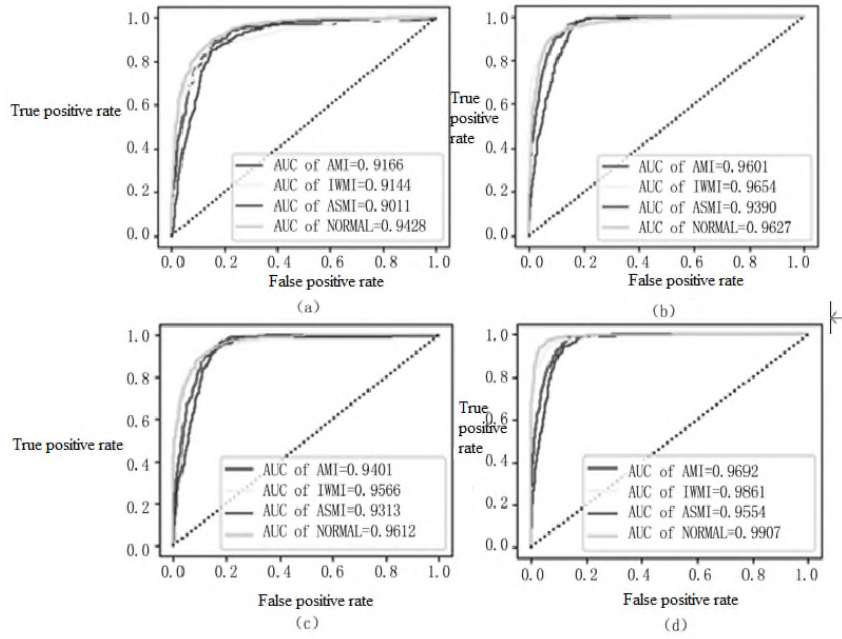 1.0
0.8
True positive rate
0.6
0.4
0.2
0.0
AUC of AMI=0.9166
AUC of IWMI=0.9144
AUC of ASMI=0.9011
AUC of NORMAL=0.9428
0.0 0.2 0.4 0.6 0.8 1.0
False positive rate
(a)
1.0
0.8
True
positive
rate
0.6
0.4
0.2
0.0
AUC of AMI=0.9601
AUC of IWMI=0.9654
AUC of ASMI=0.9390
AUC of NORMAL=0.9627
0.0 0.2 0.4 0.6 0.8 1.0
False positive rate
(b)
1.0
0.8
0.6
True positive rate
0.4
0.2
0.0
AUC of AMI=0.9401
AUC of IWMI=0.9566
AUC of ASMI=0.9313
AUC of NORMAL=0.9612
0.0 0.2 0.4 0.6 0.8 1.0
False positive rate
(c)
1.0
0.8
True
positive
rate
0.6
0.4
0.2
0.0
AUC of AMI=0.9692
AUC of IWMI=0.9861
AUC of ASMI=0.9554
AUC of NORMAL=0.9907
0.0 0.2 0.4 0.6 0.8 1.0
False positive rate
(d)